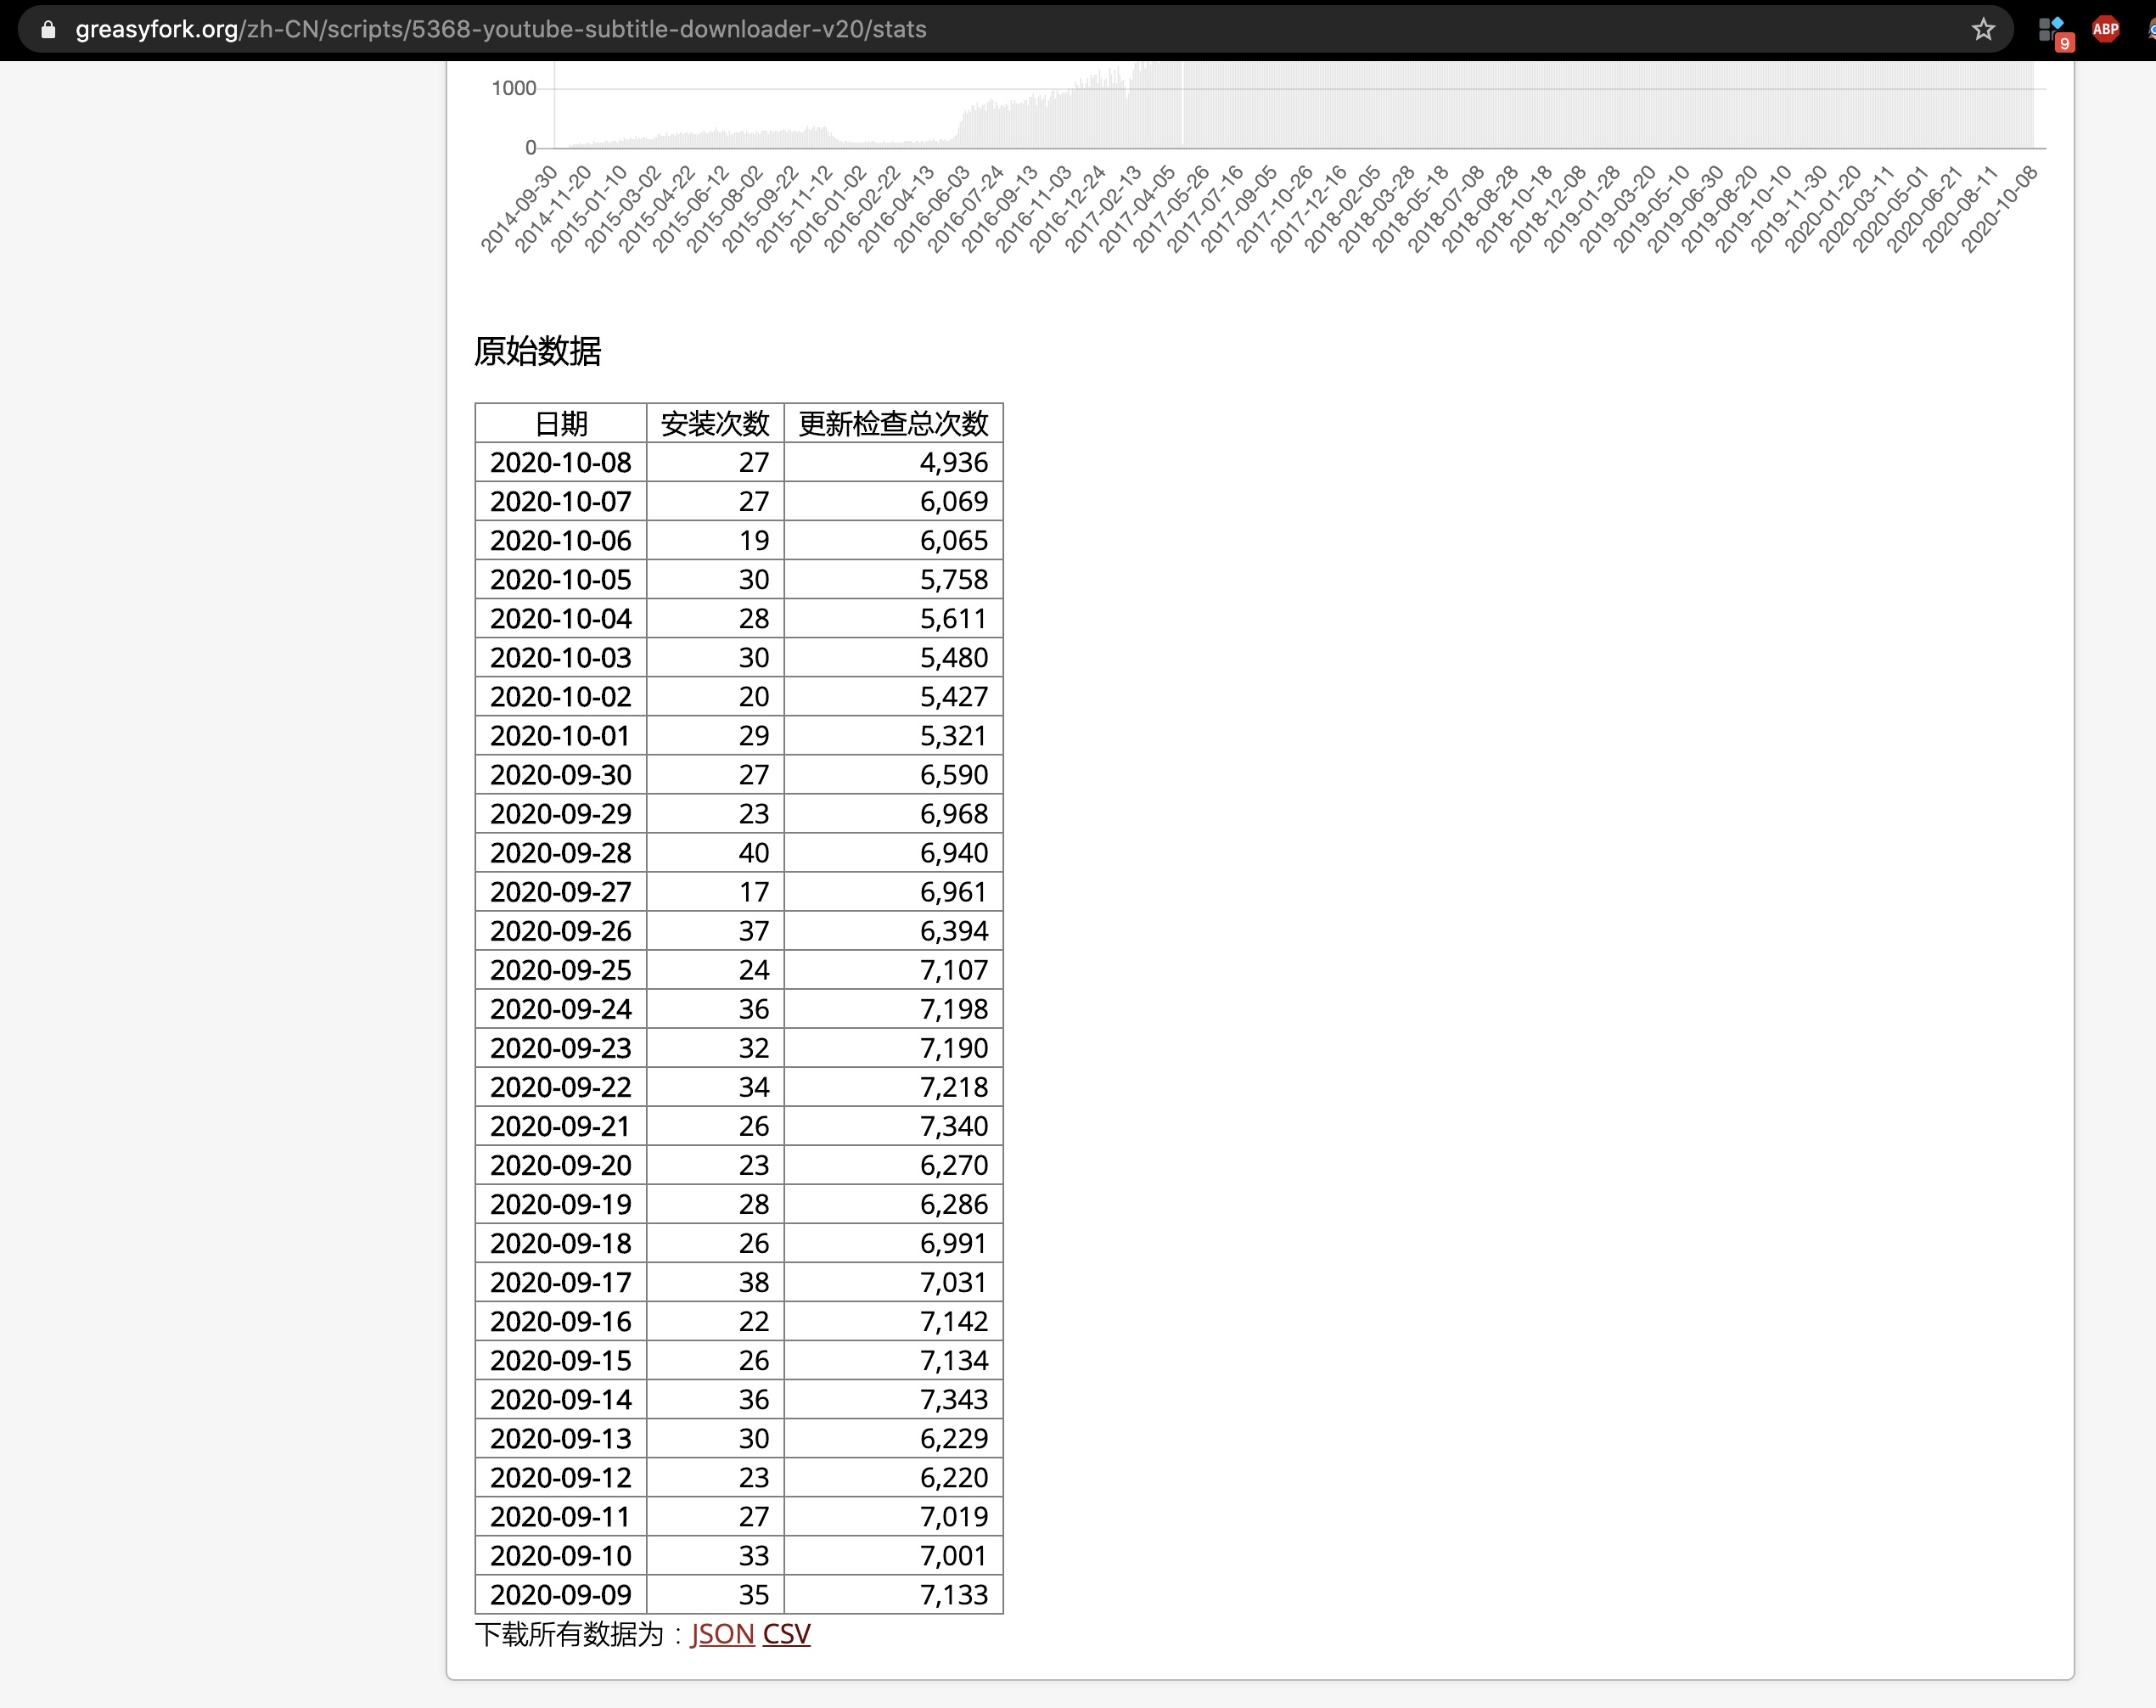 greasyfork.org/zh-CN/scripts/5368-youtube-subtitle-downloader-v20/stats
9
ABP
1000
0
2014-09-30 2014-11-20 2015-01-10 2015-03-02 2015-04-22 2015-06-12 2015-08-02 2015-09-22 2015-11-12 2016-01-02 2016-02-22 2016-04-13 2016-06-03 2016-07-24 2016-09-13 2016-11-03 2016-12-24 2017-02-13 2017-04-05 2017-05-26 2017-07-16 2017-09-05 2017-10-26 2017-12-16 2018-02-05 2018-03-28 2018-05-18 2018-07-08 2018-08-28 2018-10-18 2018-12-08 2019-01-28 2019-03-20 2019-05-10 2019-06-30 2019-08-20 2019-10-10 2019-11-30 2020-01-20 2020-03-11 2020-05-01 2020-06-21 2020-08-11 2020-10-08
原始数据
日期 安装次数 更新检查总次数
2020-10-08 27 4,936
2020-10-07 27 6,069
2020-10-06 19 6,065
2020-10-05 30 5,758
2020-10-04 28 5,611
2020-10-03 30 5,480
2020-10-02 20 5,427
2020-10-01 29 5,321
2020-09-30 27 6,590
2020-09-29 23 6,968
2020-09-28 40 6,940
2020-09-27 17 6,961
2020-09-26 37 6,394
2020-09-25 24 7,107
2020-09-24 36 7,198
2020-09-23 32 7,190
2020-09-22 34 7,218
2020-09-21 26 7,340
2020-09-20 23 6,270
2020-09-19 28 6,286
2020-09-18 26 6,991
2020-09-17 38 7,031
2020-09-16 22 7,142
2020-09-15 26 7,134
2020-09-14 36 7,343
2020-09-13 30 6,229
2020-09-12 23 6,220
2020-09-11 27 7,019
2020-09-10 33 7,001
2020-09-09 35 7,133
下载所有数据为：JSON CSV